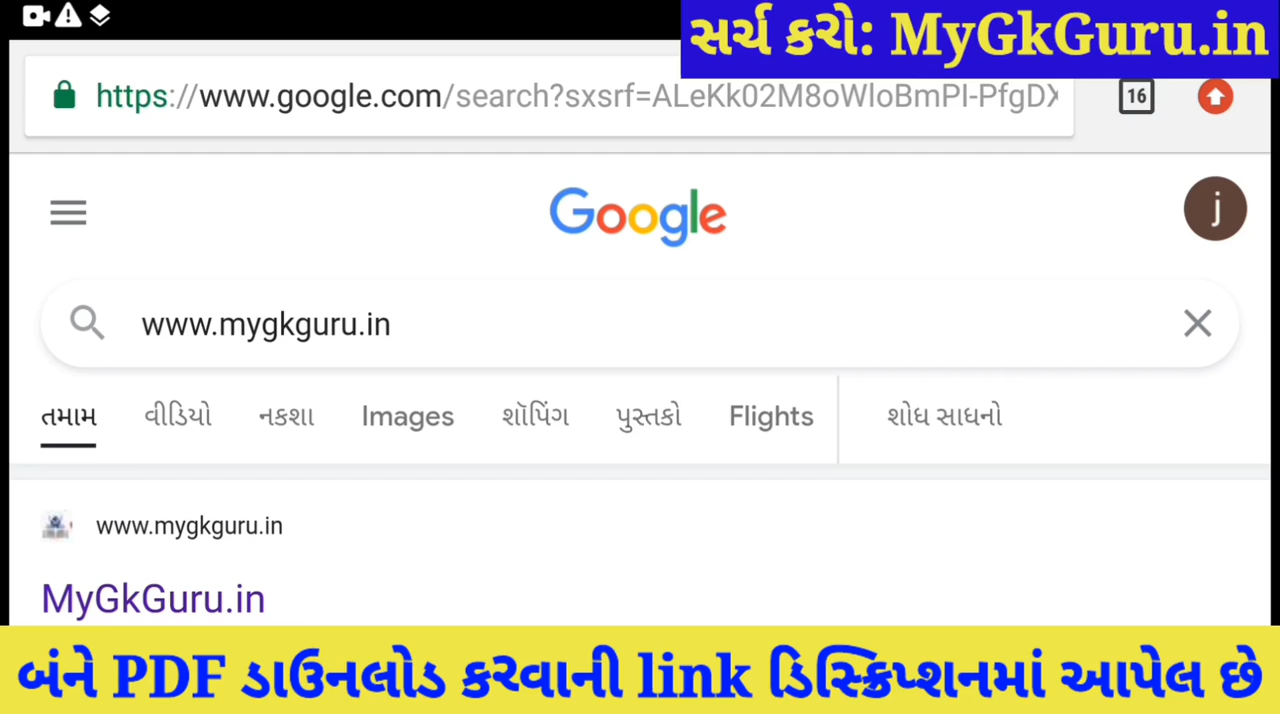 સર્ચ કરો: MyGkGuru.in
https://www.google.com/search?sxsrf=ALeKk02M8oWloBmPI-PfgDX
16
Google
j
www.mygkguru.in
તમામ વીડિયો નકશા Images શૉપિંગ પુસ્તકો Flights શોધ સાધનો
www.mygkguru.in
MyGkGuru.in
બંને PDF ડાઉનલોડ કરવાની link ડિસ્ક્રિપ્શનમાં આપેલ છે